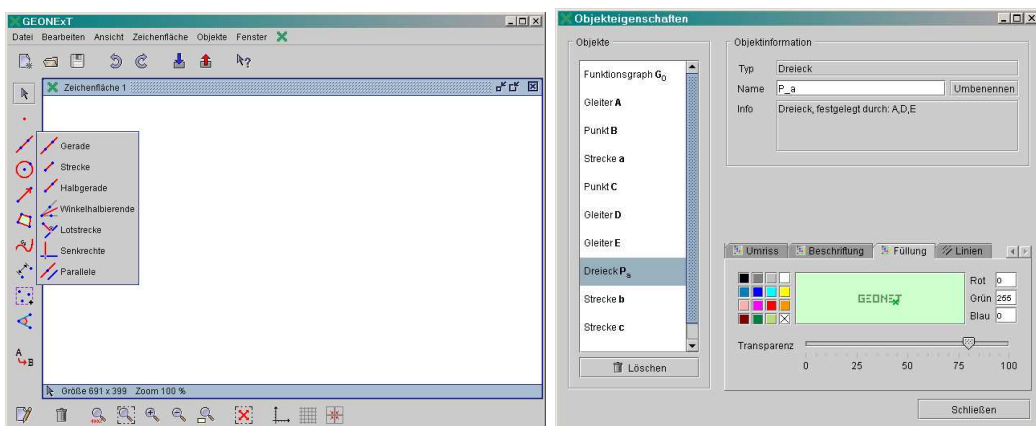 GEONExT
Datei Bearbeiten Ansicht Zeichenfläche Objekte Fenster
Zeichenfläche 1
Gerade
Strecke
Halbgerade
Winkelhalbierende
Lotstrecke
Senkrechte
Parallele
A
B
Größe 691 x 399 Zoom 100 %
Objekteigenschaften
Objekte
Funktionsgraph G0
Gleiter A
Punkt B
Strecke a
Punkt C
Gleiter D
Gleiter E
Dreieck Pa
Strecke b
Strecke c
Löschen
Objektinformation
Typ Dreieck
Name P_a Umbenennen
Info Dreieck, festgelegt durch: A,D,E
Umriss Beschriftung Füllung Linien
GEONET
Rot 0
Grün 255
Blau 0
Transparenz
0 25 50 75 100
Schließen